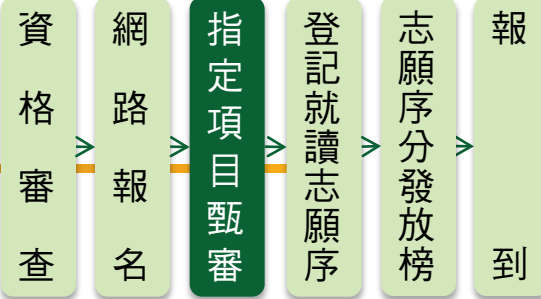 資格審查
網路報名
指定項目甄審
登記就讀志願序
志願序分發放榜
報到